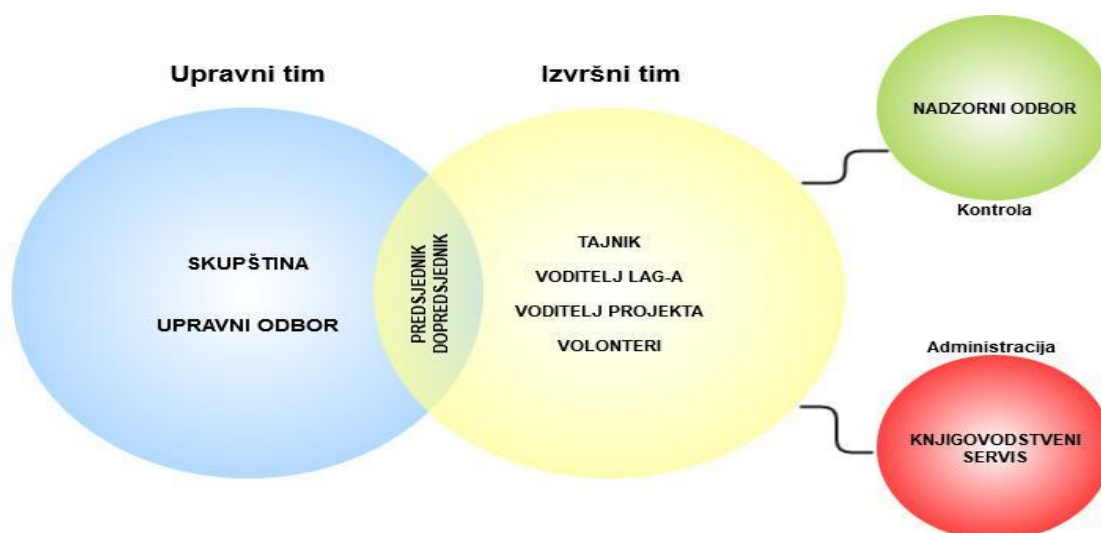 Upravni tim
Izvršni tim
SKUPŠTINA
UPRAVNI ODBOR
PREDSJEDNIK
DOPREDSJEDNIK
TAJNIK
VODITELJ LAG-A
VODITELJ PROJEKTA
VOLONTERI
NADZORNI ODBOR
Kontrola
Administracija
KNJIGOVODSTVENI
SERVIS